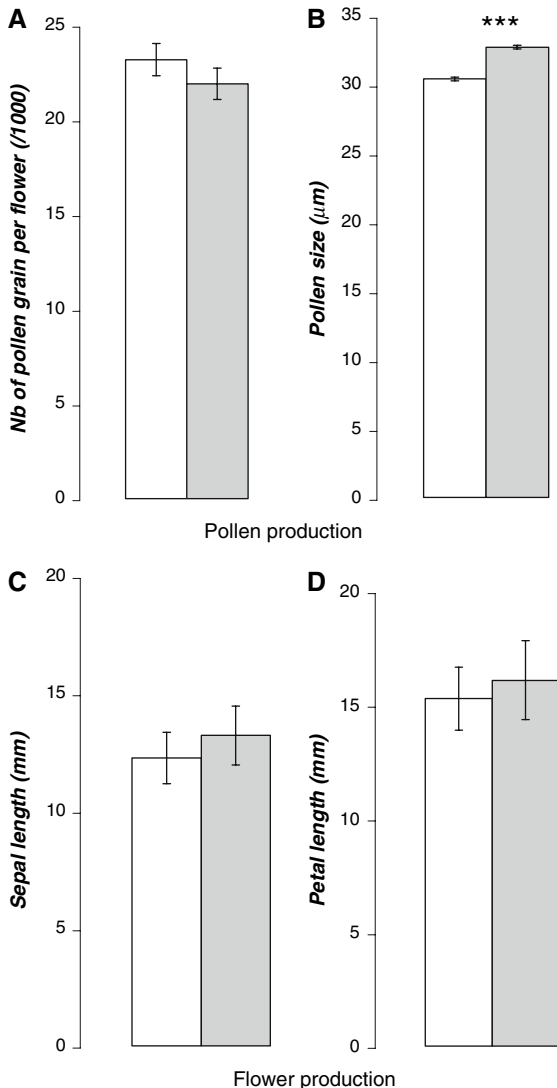 A
Nb of pollen grain per flower (/1000)
25
20
15
10
5
0
B
Pollen size (μm)
35
30
25
20
15
10
5
0
***
Pollen production
C
Sepal length (mm)
20
15
10
5
0
D
Petal length (mm)
20
15
10
5
0
Flower production